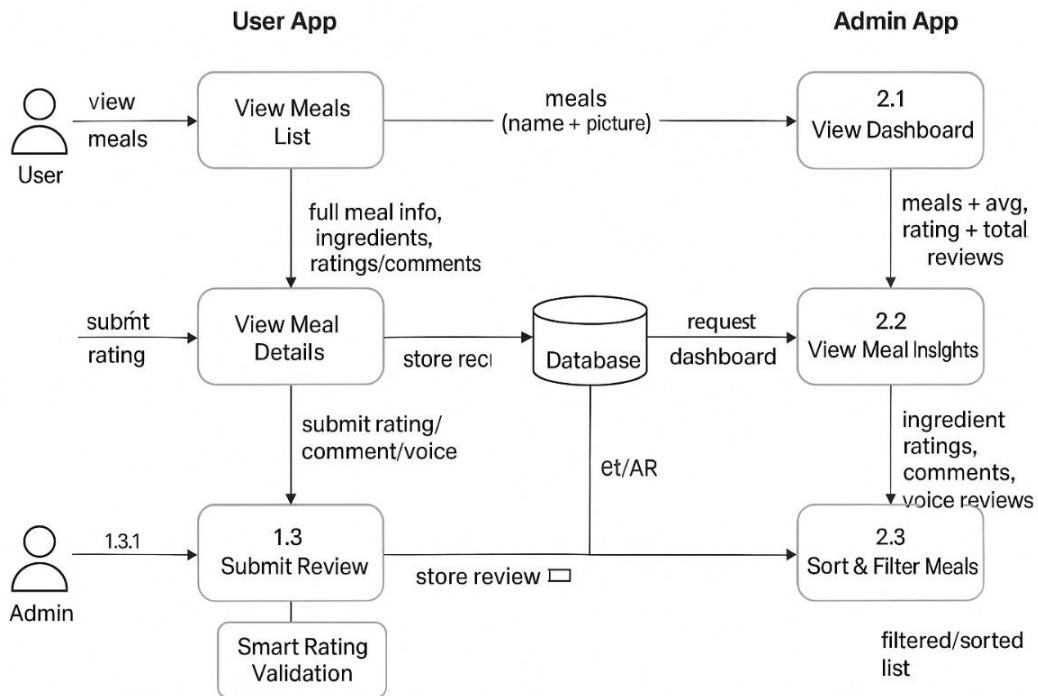 User App
Admin App
view
meals
User
View Meals
List
meals
(name + picture)
2.1
View Dashboard
full meal info,
ingredients,
ratings/comments
meals + avg,
rating + total
reviews
submt
rating
View Meal
Details
store reci
Database
request
dashboard
2.2
View Meal Insights
submit rating/
comment/voice
et/AR
ingredient
ratings,
comments,
voice reviews
Admin
1.3.1
1.3
Submit Review
store review
2.3
Sort & Filter Meals
Smart Rating
Validation
filtered/sorted
list